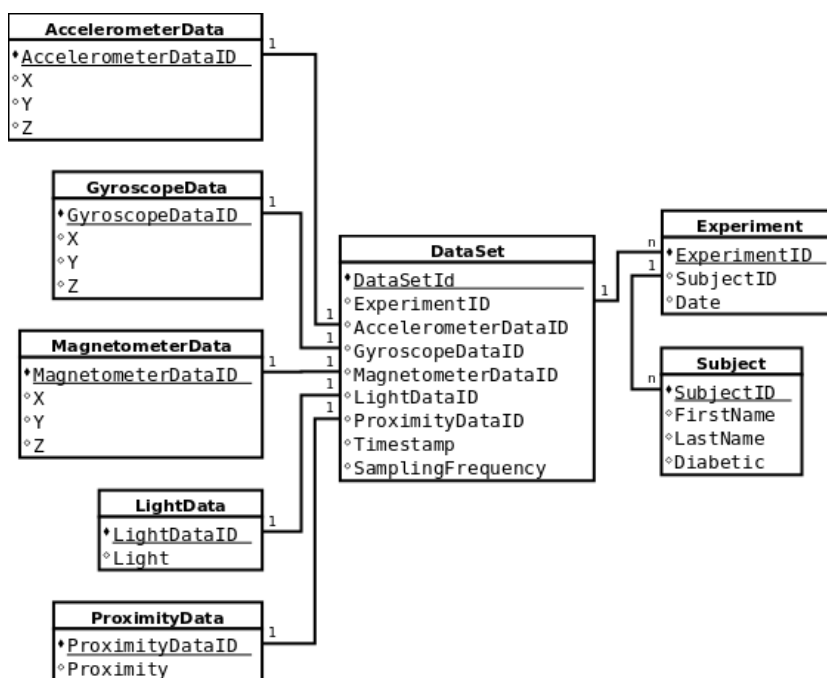 AccelerometerData
AccelerometerDataID
X
Y
Z
1
GyroscopeData
GyroscopeDataID
X
Y
Z
1
MagnetometerData
MagnetometerDataID
X
Y
Z
1
LightData
LightDataID
Light
1
ProximityData
ProximityDataID
Proximity
1
DataSet
DataSetId
ExperimentID
AccelerometerDataID
GyroscopeDataID
MagnetometerDataID
LightDataID
ProximityDataID
Timestamp
SamplingFrequency
1
1
1
1
1
1
Experiment
ExperimentID
SubjectID
Date
n
1
Subject
SubjectID
FirstName
LastName
Diabetic
n